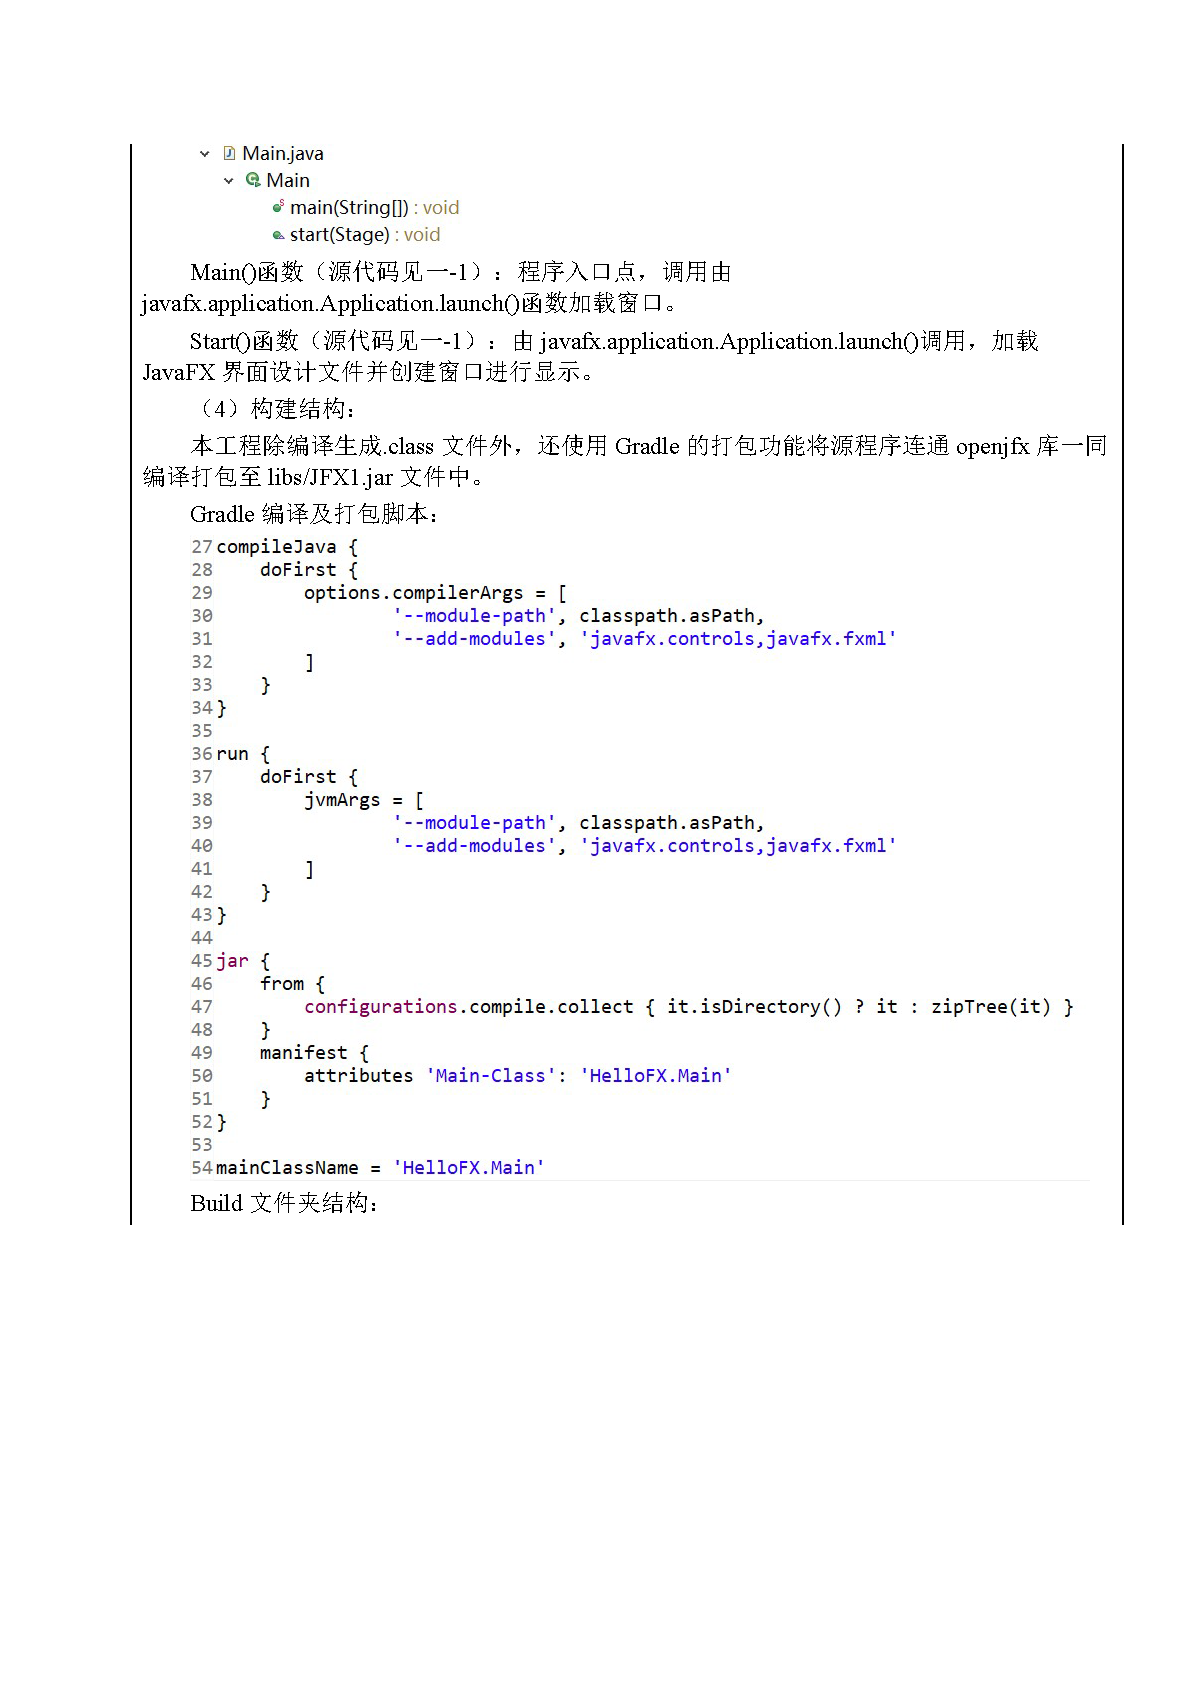 Main.java
Main
main(String[]) : void
start(Stage) : void
Main()函数（源代码见一-1）：程序入口点，调用由
javafx.application.Application.launch()函数加载窗口。
Start()函数（源代码见一-1）：由 javafx.application.Application.launch()调用，加载
JavaFX 界面设计文件并创建窗口进行显示。
（4）构建结构：
本工程除编译生成.class 文件外，还使用 Gradle 的打包功能将源程序连通 openjfx 库一同
编译打包至 libs/JFX1.jar 文件中。
Gradle 编译及打包脚本：
27 compileJava {
28     doFirst {
29         options.compilerArgs = [
30                 '--module-path', classpath.asPath,
31                 '--add-modules', 'javafx.controls,javafx.fxml'
32         ]
33     }
34 }
35
36 run {
37     doFirst {
38         jvmArgs = [
39                 '--module-path', classpath.asPath,
40                 '--add-modules', 'javafx.controls,javafx.fxml'
41         ]
42     }
43 }
44
45 jar {
46     from {
47         configurations.compile.collect { it.isDirectory() ? it : zipTree(it) }
48     }
49     manifest {
50         attributes 'Main-Class': 'HelloFX.Main'
51     }
52 }
53
54 mainClassName = 'HelloFX.Main'
Build 文件夹结构：